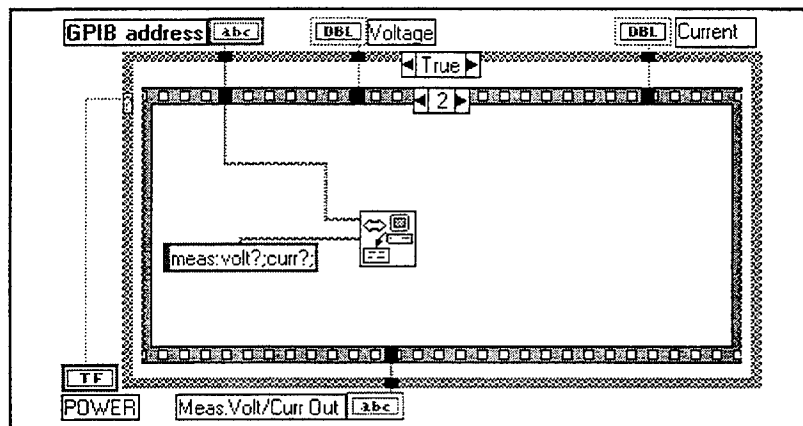 GPIB address abc DBL Voltage DBL Current
True
2
meas:volt?;curr?;
TF
POWER Meas.Volt/Curr Out abc